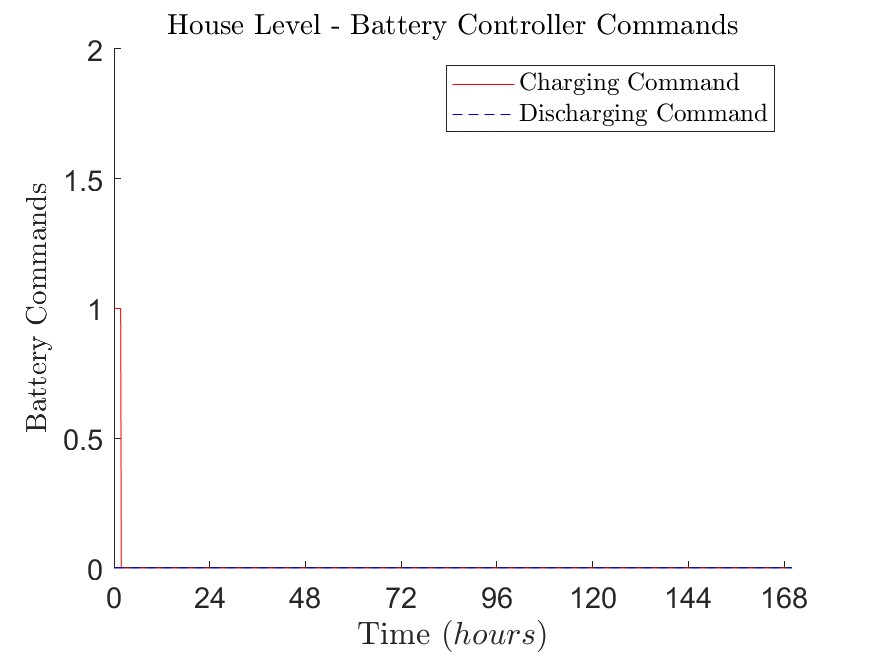 House Level - Battery Controller Commands
Charging Command
Discharging Command
Battery Commands
2
1.5
1
0.5
0
0 24 48 72 96 120 144 168
Time (hours)